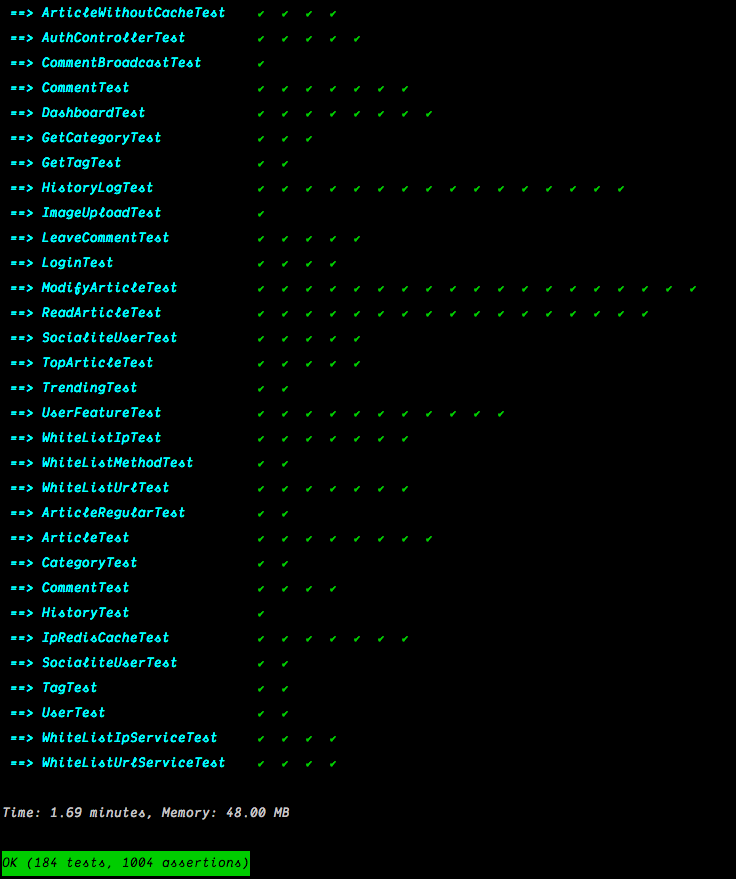 ==> ArticleWithoutCacheTest ✔ ✔ ✔ ✔
==> AuthControllerTest ✔ ✔ ✔ ✔ ✔
==> CommentBroadcastTest ✔
==> CommentTest ✔ ✔ ✔ ✔ ✔ ✔ ✔
==> DashboardTest ✔ ✔ ✔ ✔ ✔ ✔ ✔ ✔
==> GetCategoryTest ✔ ✔ ✔
==> GetTagTest ✔ ✔
==> HistoryLogTest ✔ ✔ ✔ ✔ ✔ ✔ ✔ ✔ ✔ ✔ ✔ ✔ ✔ ✔ ✔ ✔
==> ImageUploadTest ✔
==> LeaveCommentTest ✔ ✔ ✔ ✔ ✔
==> LoginTest ✔ ✔ ✔ ✔
==> ModifyArticleTest ✔ ✔ ✔ ✔ ✔ ✔ ✔ ✔ ✔ ✔ ✔ ✔ ✔ ✔ ✔ ✔ ✔ ✔ ✔
==> ReadArticleTest ✔ ✔ ✔ ✔ ✔ ✔ ✔ ✔ ✔ ✔ ✔ ✔ ✔ ✔ ✔ ✔ ✔
==> SocialiteUserTest ✔ ✔ ✔ ✔ ✔
==> TopArticleTest ✔ ✔ ✔ ✔ ✔
==> TrendingTest ✔ ✔
==> UserFeatureTest ✔ ✔ ✔ ✔ ✔ ✔ ✔ ✔ ✔ ✔ ✔
==> WhiteListIpTest ✔ ✔ ✔ ✔ ✔ ✔ ✔
==> WhiteListMethodTest ✔ ✔
==> WhiteListUrlTest ✔ ✔ ✔ ✔ ✔ ✔ ✔
==> ArticleRegularTest ✔ ✔
==> ArticleTest ✔ ✔ ✔ ✔ ✔ ✔ ✔ ✔
==> CategoryTest ✔ ✔
==> CommentTest ✔ ✔ ✔ ✔
==> HistoryTest ✔
==> IpRedisCacheTest ✔ ✔ ✔ ✔ ✔ ✔ ✔
==> SocialiteUserTest ✔ ✔
==> TagTest ✔ ✔
==> UserTest ✔ ✔
==> WhiteListIpServiceTest ✔ ✔ ✔ ✔
==> WhiteListUrlServiceTest ✔ ✔ ✔ ✔
Time: 1.69 minutes, Memory: 48.00 MB
OK (184 tests, 1004 assertions)